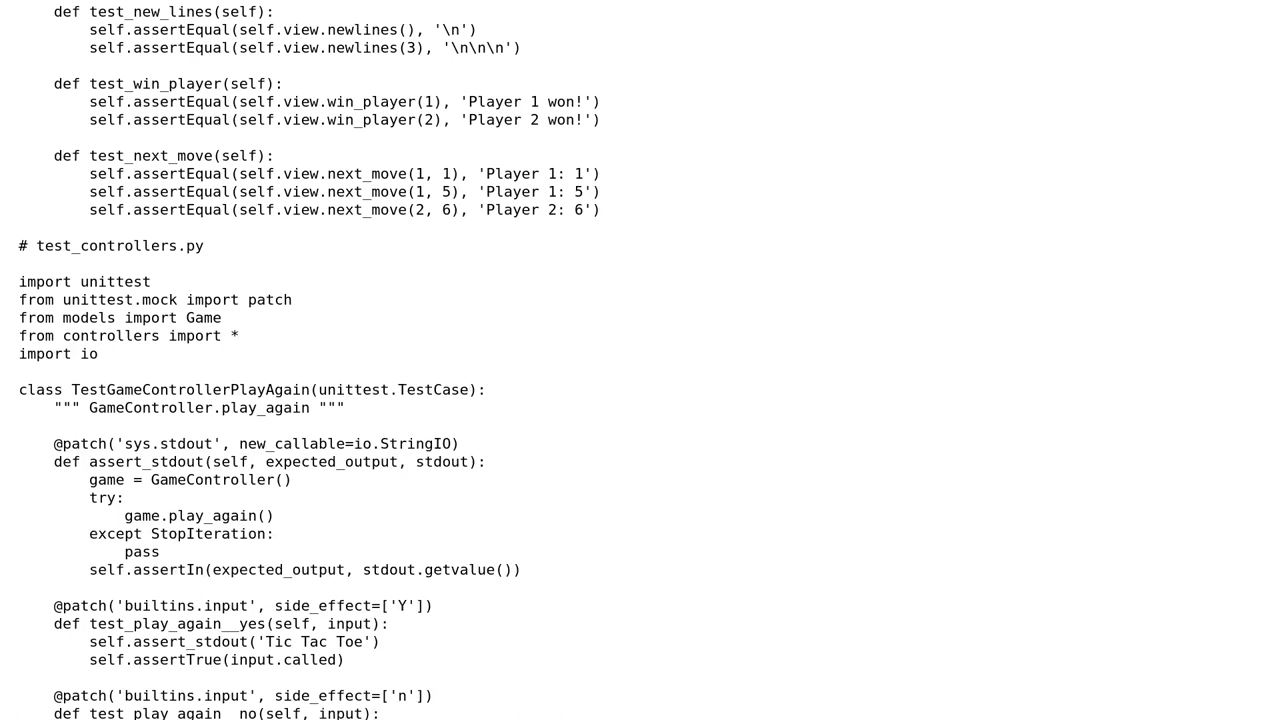 def test_new_lines(self):
        self.assertEqual(self.view.newlines(), '\n')
        self.assertEqual(self.view.newlines(3), '\n\n\n')

    def test_win_player(self):
        self.assertEqual(self.view.win_player(1), 'Player 1 won!')
        self.assertEqual(self.view.win_player(2), 'Player 2 won!')

    def test_next_move(self):
        self.assertEqual(self.view.next_move(1, 1), 'Player 1: 1')
        self.assertEqual(self.view.next_move(1, 5), 'Player 1: 5')
        self.assertEqual(self.view.next_move(2, 6), 'Player 2: 6')

# test_controllers.py

import unittest
from unittest.mock import patch
from models import Game
from controllers import *
import io

class TestGameControllerPlayAgain(unittest.TestCase):
    """ GameController.play_again """

    @patch('sys.stdout', new_callable=io.StringIO)
    def assert_stdout(self, expected_output, stdout):
        game = GameController()
        try:
            game.play_again()
        except StopIteration:
            pass
        self.assertIn(expected_output, stdout.getvalue())

    @patch('builtins.input', side_effect=['Y'])
    def test_play_again__yes(self, input):
        self.assert_stdout('Tic Tac Toe')
        self.assertTrue(input.called)

    @patch('builtins.input', side_effect=['n'])
    def test_play_again__no(self, input):